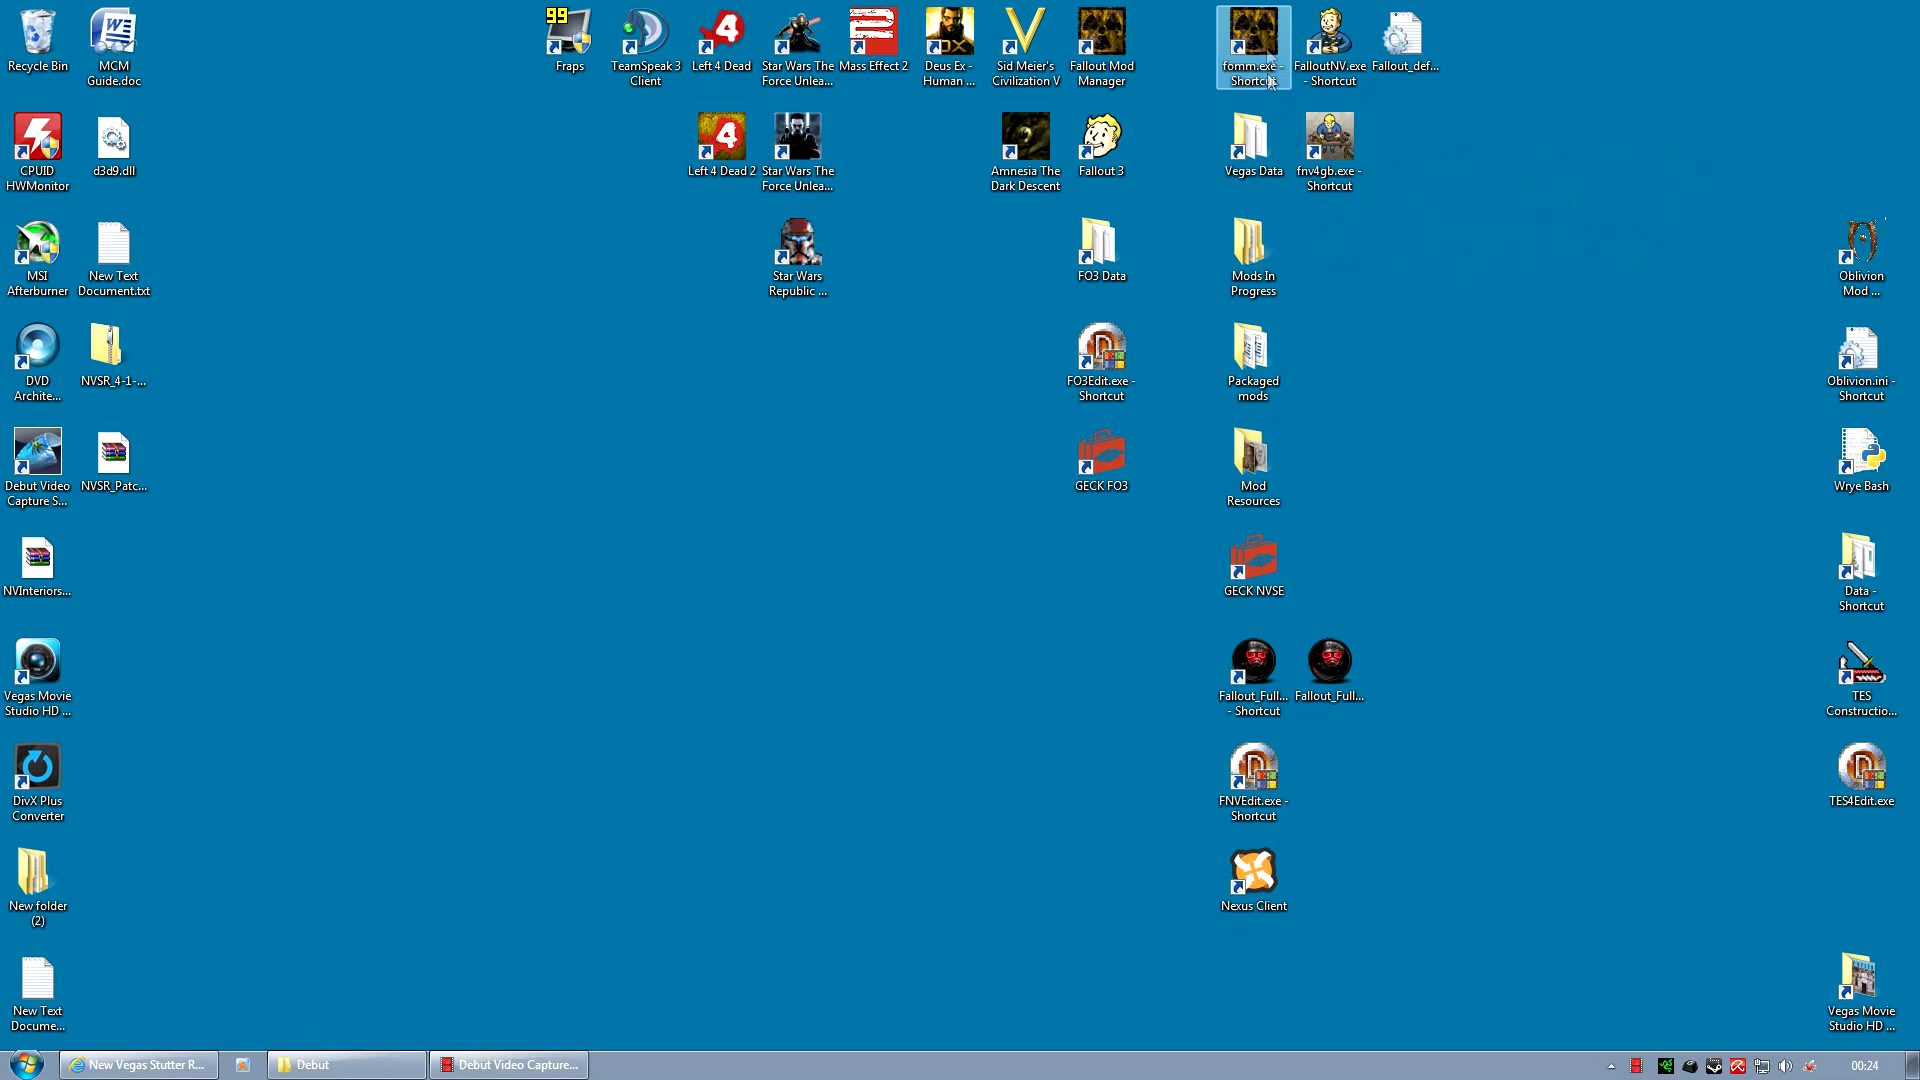 Recycle Bin
MCM
Guide.doc
99
Fraps
TeamSpeak 3
Client
Left 4 Dead
Star Wars The
Force Unlea...
Mass Effect 2
Deus Ex -
Human ...
Sid Meier's
Civilization V
Fallout Mod
Manager
fomm.exe -
Shortcut
FalloutNV.exe
- Shortcut
Fallout_def...
CPUID
HWMonitor
d3d9.dll
Left 4 Dead 2
Star Wars The
Force Unlea...
Amnesia The
Dark Descent
Fallout 3
Vegas Data
fnv4gb.exe -
Shortcut
MSI
Afterburner
New Text
Document.txt
Star Wars
Republic ...
FO3 Data
Mods In
Progress
Oblivion
Mod ...
DVD
Archite...
NVSR_4-1-...
FO3Edit.exe -
Shortcut
Packaged
mods
Oblivion.ini -
Shortcut
Debut Video
Capture S...
NVSR_Patc...
GECK FO3
Mod
Resources
Wrye Bash
NVInteriors...
GECK NVSE
Data -
Shortcut
Vegas Movie
Studio HD ...
Fallout_Full...
- Shortcut
Fallout_Full...
TES
Constructio...
DivX Plus
Converter
FNVEdit.exe -
Shortcut
TES4Edit.exe
New folder
(2)
Nexus Client
New Text
Docume...
Vegas Movie
Studio HD ...
New Vegas Stutter R...
Debut
Debut Video Capture...
00:24